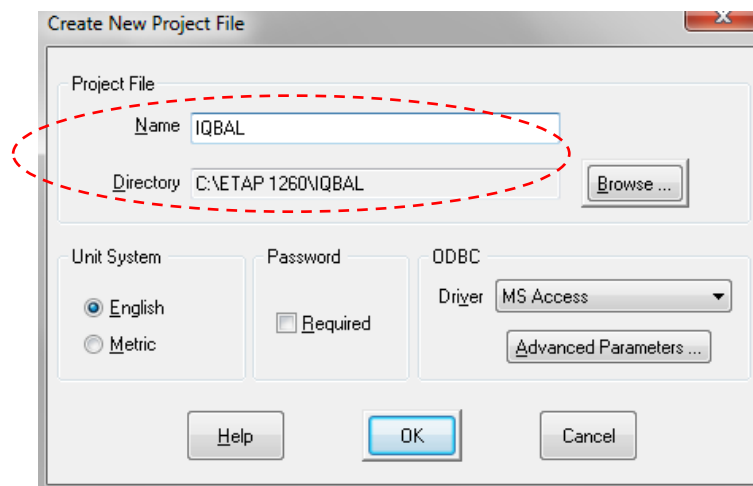 Create New Project File
Project File
Name IQBAL
Directory C:\ETAP 1260\IQBAL
Browse ...
Unit System
Password
ODBC
English
Metric
Required
Driver MS Access
Advanced Parameters ...
Help
OK
Cancel